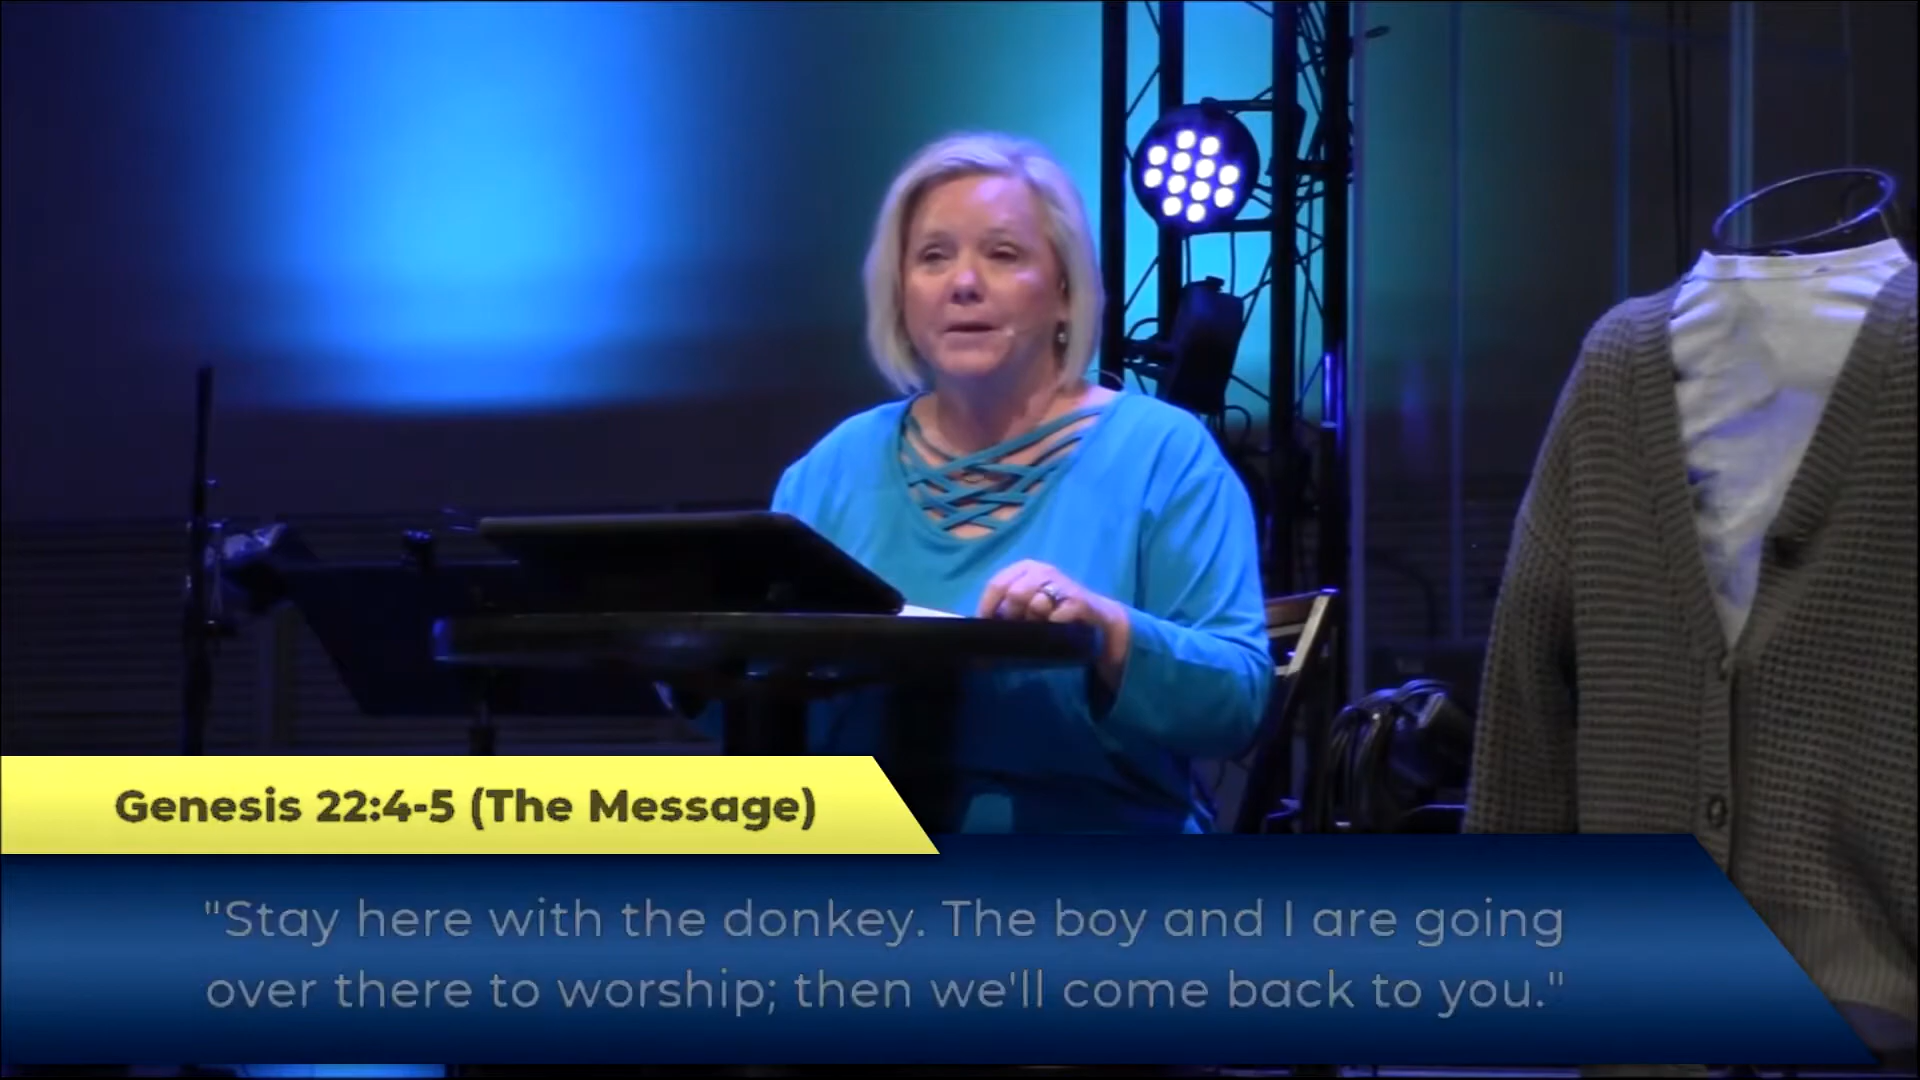 Genesis 22:4-5 (The Message)
"Stay here with the donkey. The boy and I are going
over there to worship; then we'll come back to you."